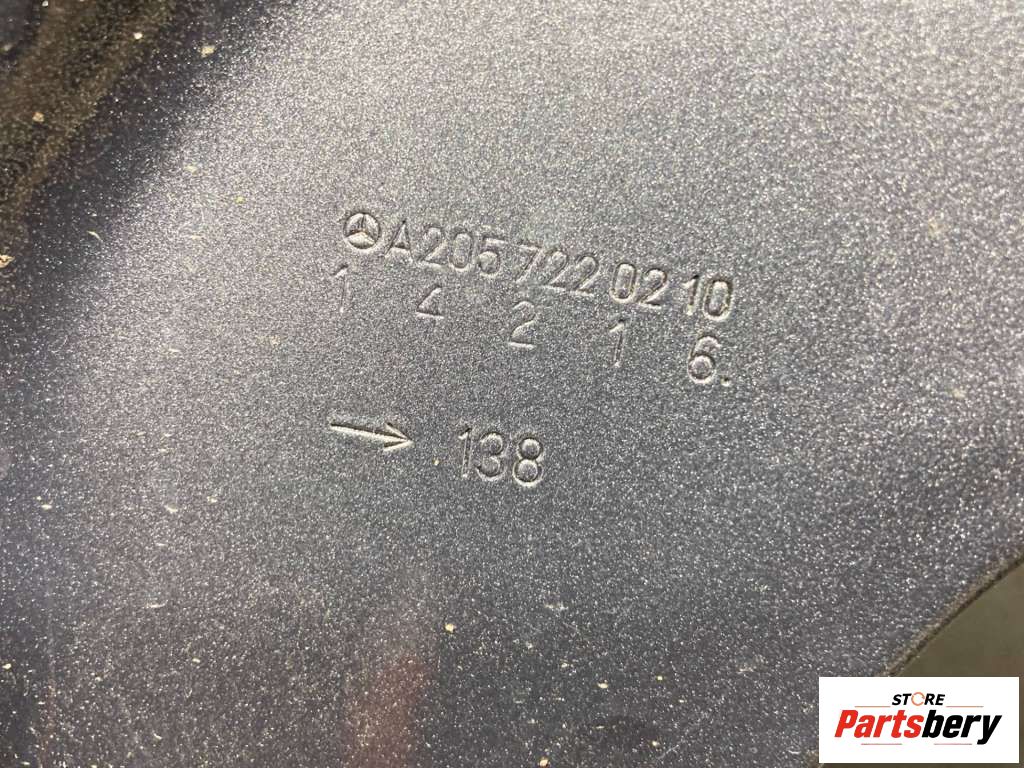 A205 722 02 10
1 4 2 1 6.
→ 138
STORE
Partsbery